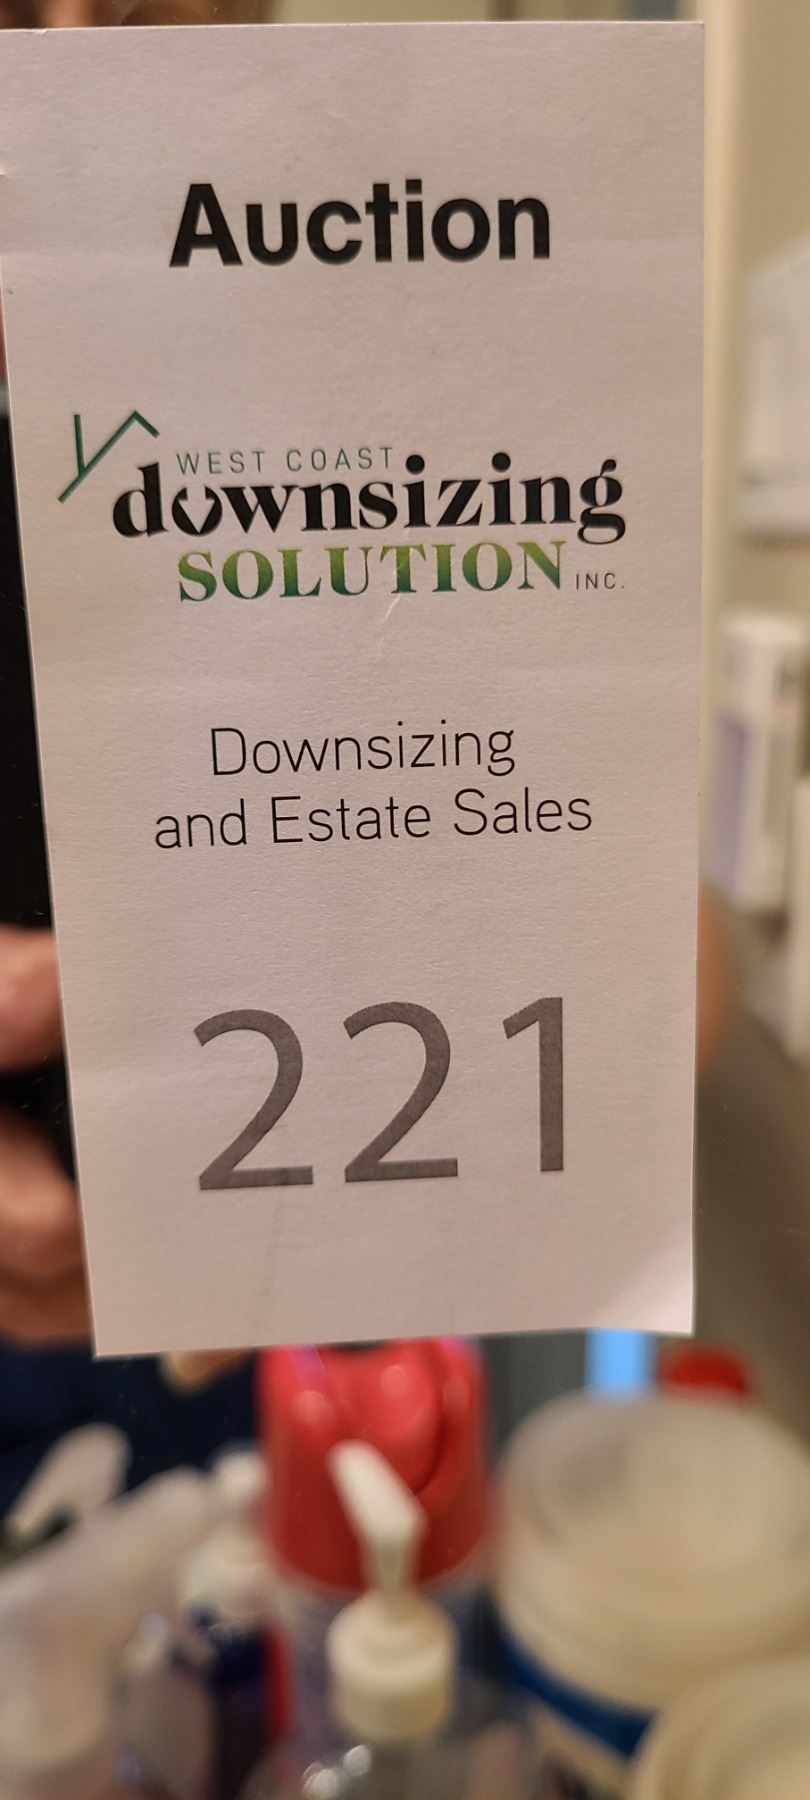 Auction
WEST COAST
downsizing
SOLUTION INC.
Downsizing
and Estate Sales
221